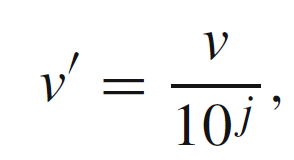 v′ = v / 10^j ,